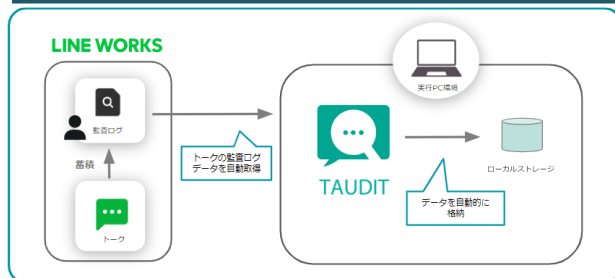 LINE WORKS
監査ログ
蓄積
トーク
トークの監査ログ
データを自動取得
実行PC環境
TAUDIT
データを自動的に
格納
ローカルストレージ